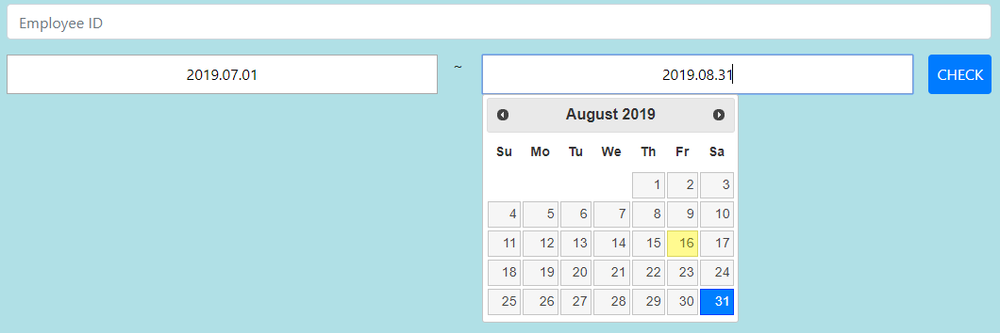 Employee ID
2019.07.01 ~ 2019.08.31 CHECK
August 2019
Su Mo Tu We Th Fr Sa
1 2 3
4 5 6 7 8 9 10
11 12 13 14 15 16 17
18 19 20 21 22 23 24
25 26 27 28 29 30 31